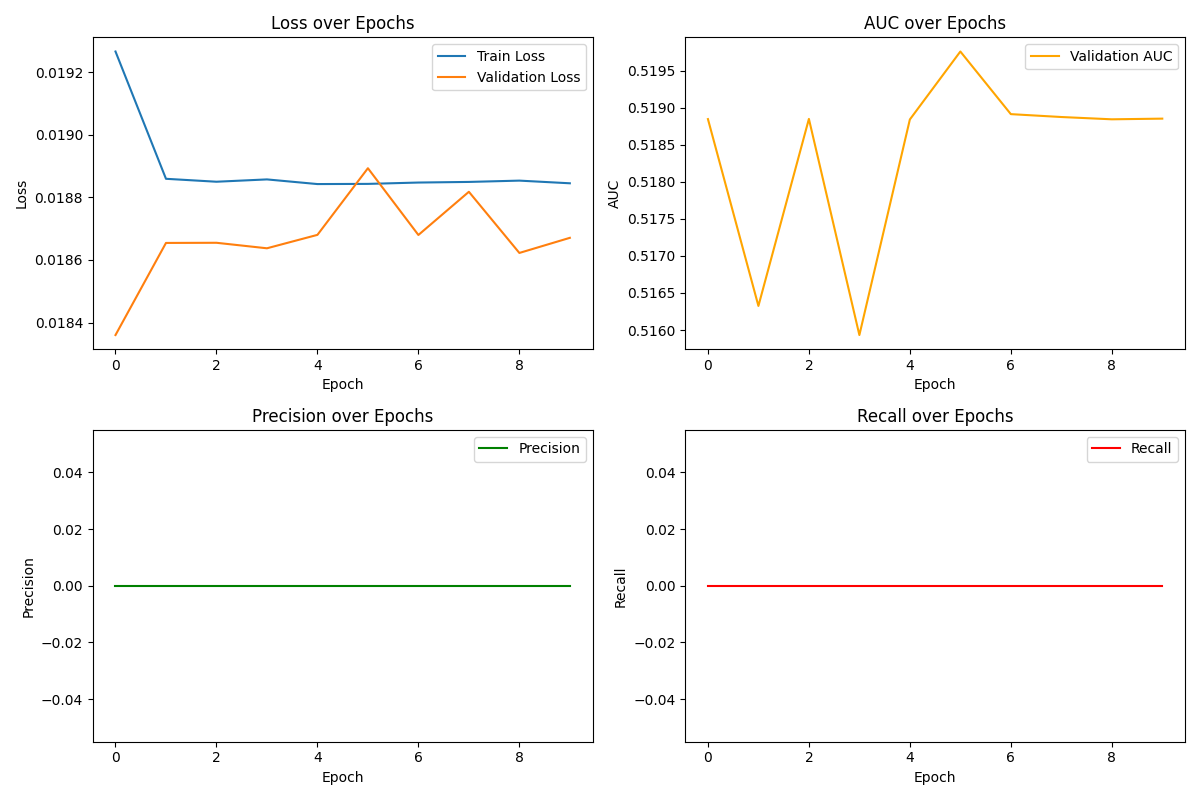 Loss over Epochs
Train Loss
Validation Loss
0.0192
0.0190
0.0188
0.0186
0.0184
Loss
0 2 4 6 8
Epoch
AUC over Epochs
Validation AUC
0.5195
0.5190
0.5185
0.5180
0.5175
0.5170
0.5165
0.5160
AUC
0 2 4 6 8
Epoch
Precision over Epochs
Precision
0.04
0.02
0.00
−0.02
−0.04
Precision
0 2 4 6 8
Epoch
Recall over Epochs
Recall
0.04
0.02
0.00
−0.02
−0.04
Recall
0 2 4 6 8
Epoch